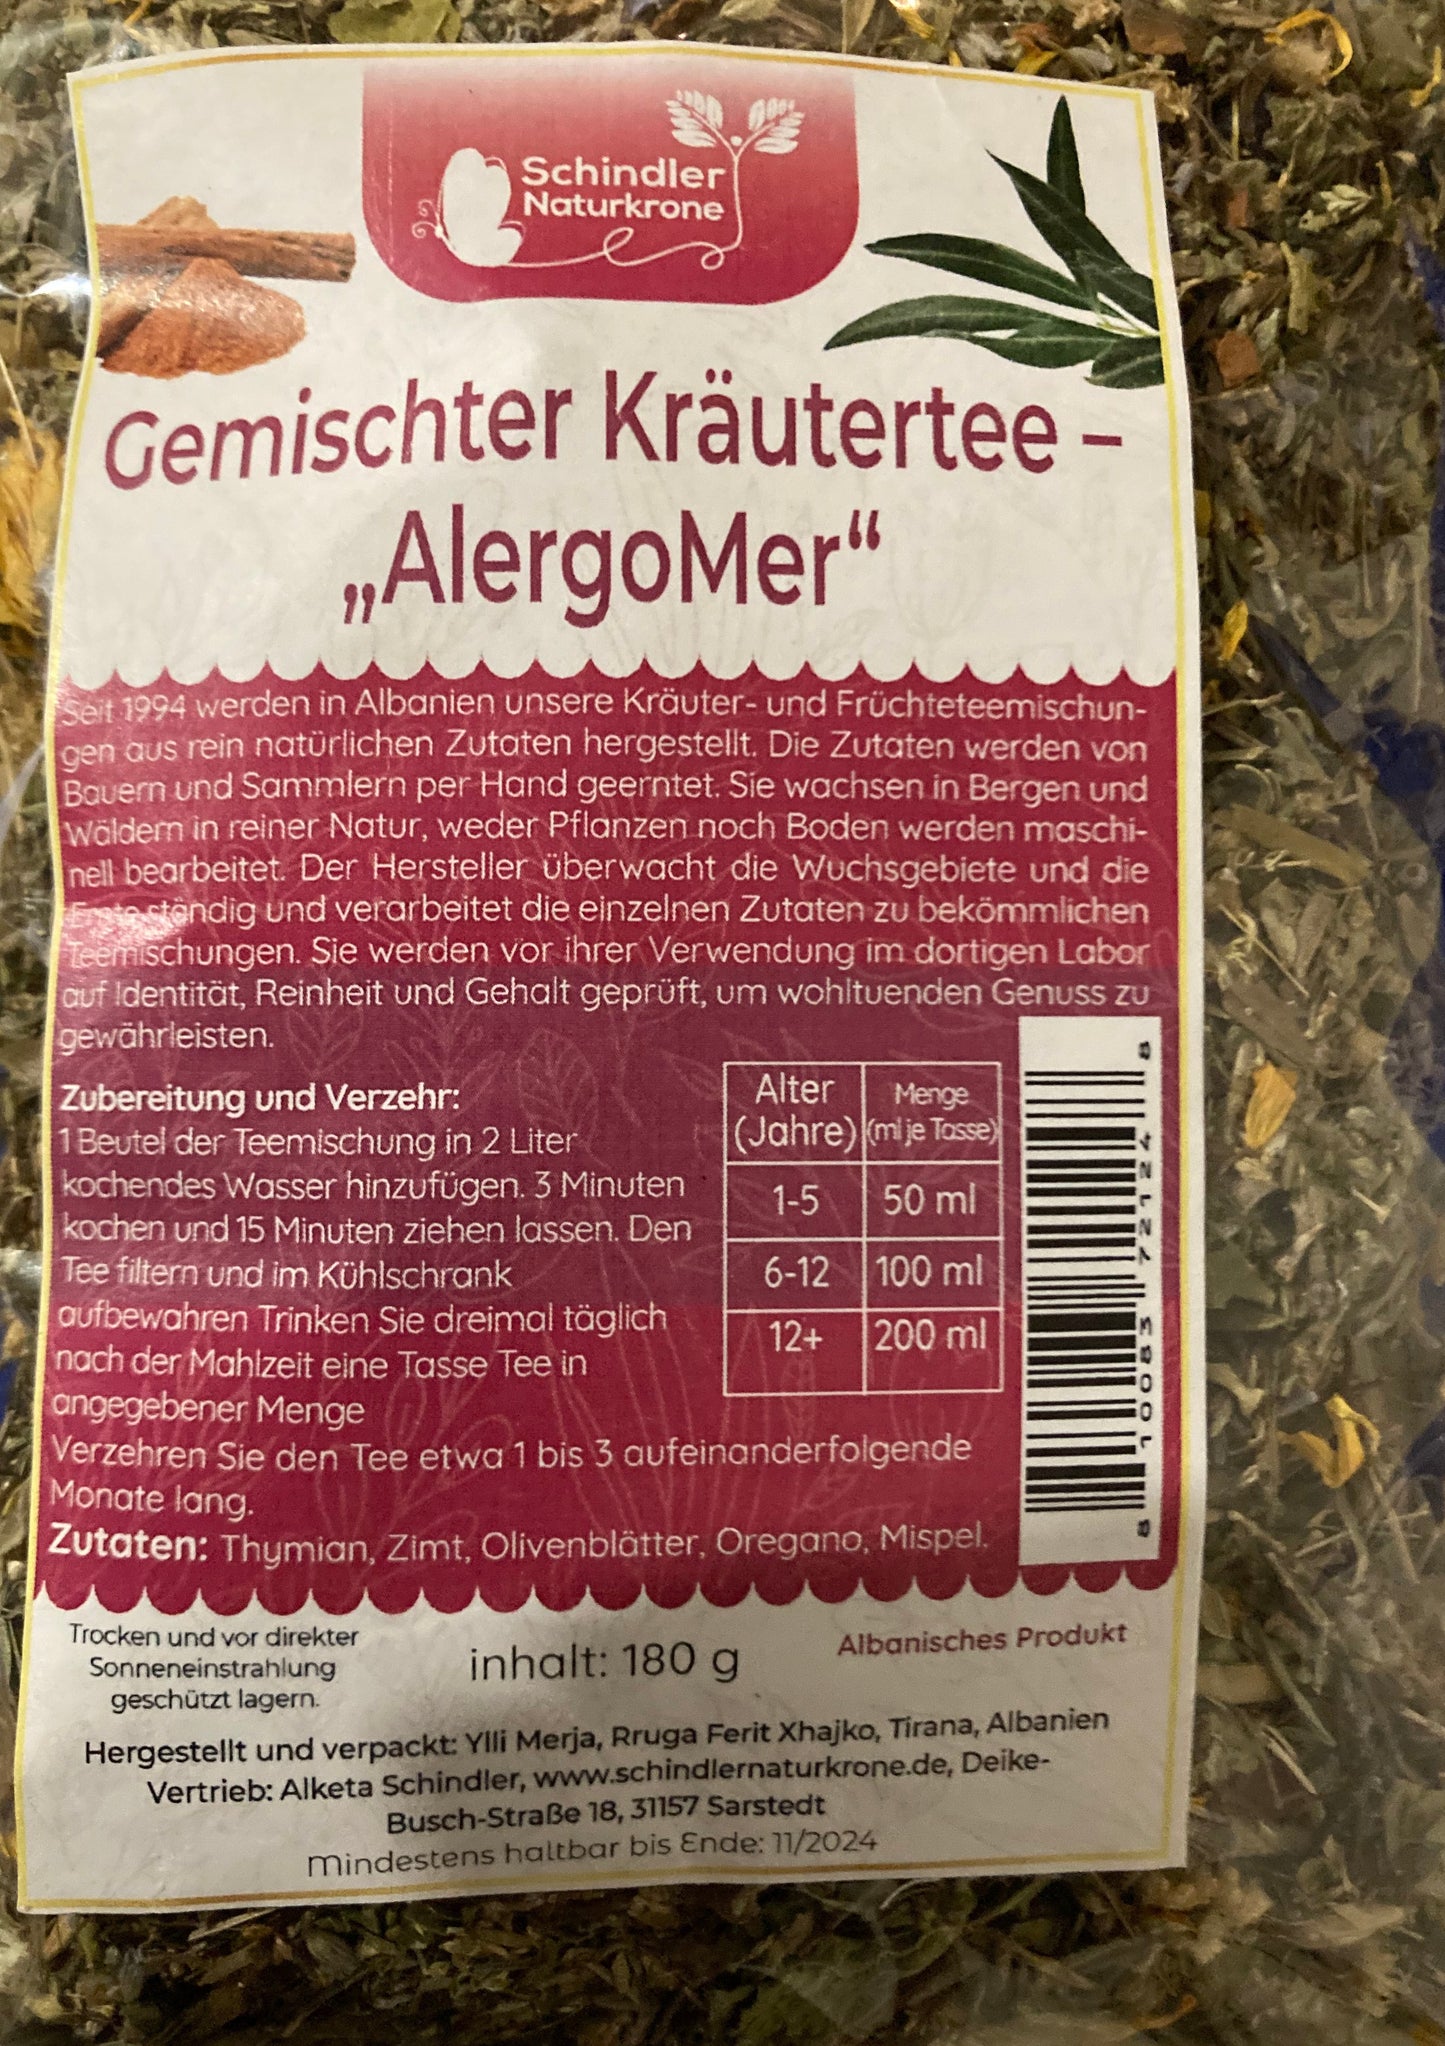 Schindler
Naturkrone
Gemischter Kräutertee –
„AlergoMer“
Seit 1994 werden in Albanien unsere Kräuter- und Früchteteemischun-
gen aus rein natürlichen Zutaten hergestellt. Die Zutaten werden von
Bauern und Sammlern per Hand geerntet. Sie wachsen in Bergen und
Wäldern in reiner Natur, weder Pflanzen noch Boden werden maschi-
nell bearbeitet. Der Hersteller überwacht die Wuchsgebiete und die
Ernte ständig und verarbeitet die einzelnen Zutaten zu bekömmlichen
Teemischungen. Sie werden vor ihrer Verwendung im dortigen Labor
auf Identität, Reinheit und Gehalt geprüft, um wohltuenden Genuss zu
gewährleisten.
Zubereitung und Verzehr:
1 Beutel der Teemischung in 2 Liter
kochendes Wasser hinzufügen. 3 Minuten
kochen und 15 Minuten ziehen lassen. Den
Tee filtern und im Kühlschrank
aufbewahren Trinken Sie dreimal täglich
nach der Mahlzeit eine Tasse Tee in
angegebener Menge
Verzehren Sie den Tee etwa 1 bis 3 aufeinanderfolgende
Monate lang.
Alter Menge
(Jahre) (ml je Tasse)
1-5 50 ml
6-12 100 ml
12+ 200 ml
8 10083 72124 8
Zutaten: Thymian, Zimt, Olivenblätter, Oregano, Mispel.
Trocken und vor direkter
Sonneneinstrahlung
geschützt lagern.
inhalt: 180 g
Albanisches Produkt
Hergestellt und verpackt: Ylli Merja, Rruga Ferit Xhajko, Tirana, Albanien
Vertrieb: Alketa Schindler, www.schindlernaturkrone.de, Deike-
Busch-Straße 18, 31157 Sarstedt
Mindestens haltbar bis Ende: 11/2024